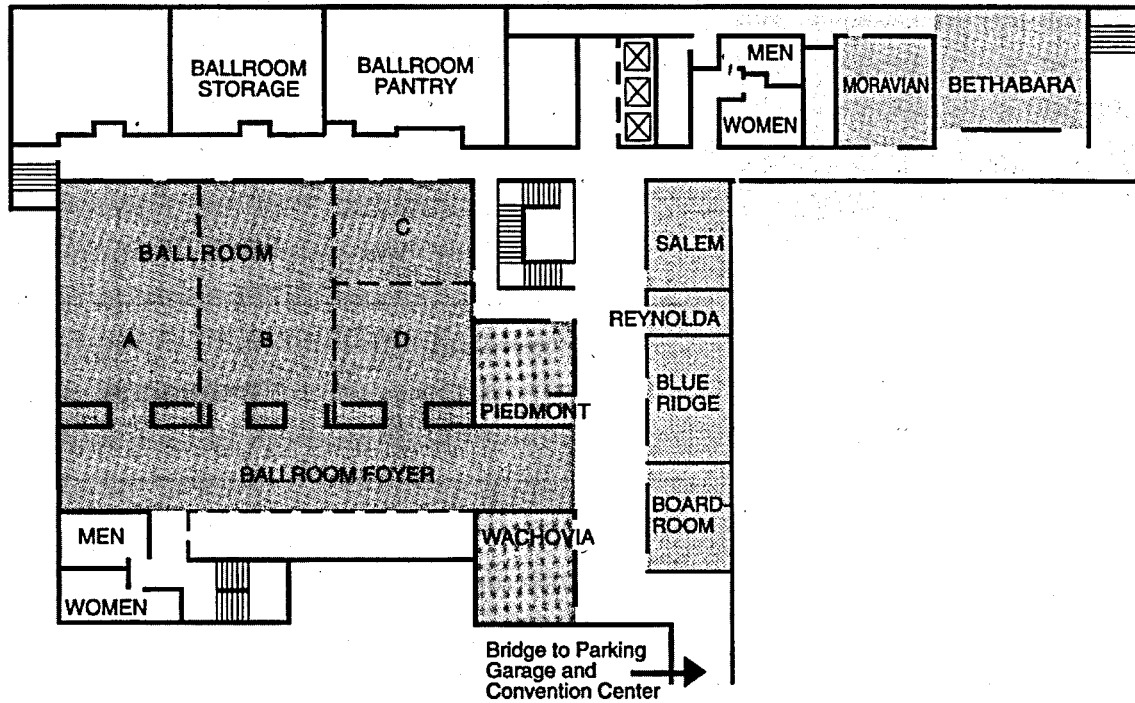 BALLROOM
STORAGE
BALLROOM
PANTRY
MEN
WOMEN
MORAVIAN
BETHABARA
BALLROOM
A
B
C
D
SALEM
REYNOLDA
PIEDMONT
BLUE
RIDGE
BALLROOM FOYER
BOARD-
ROOM
MEN
WOMEN
WACHOVIA
Bridge to Parking
Garage and
Convention Center